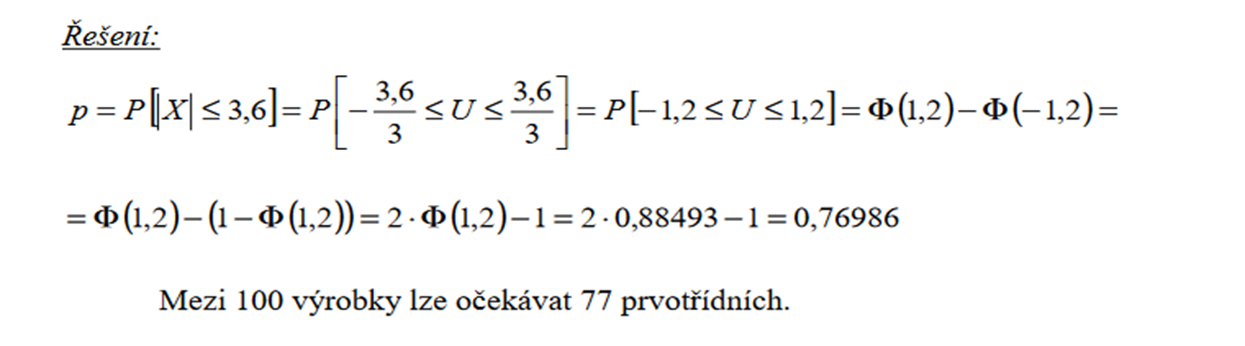 Řešení:
p = P[|X| ≤ 3,6] = P[−3,6/3 ≤ U ≤ 3,6/3] = P[−1,2 ≤ U ≤ 1,2] = Φ(1,2) − Φ(−1,2) =
= Φ(1,2) − (1 − Φ(1,2)) = 2 · Φ(1,2) − 1 = 2 · 0,88493 − 1 = 0,76986
Mezi 100 výrobky lze očekávat 77 prvotřídních.